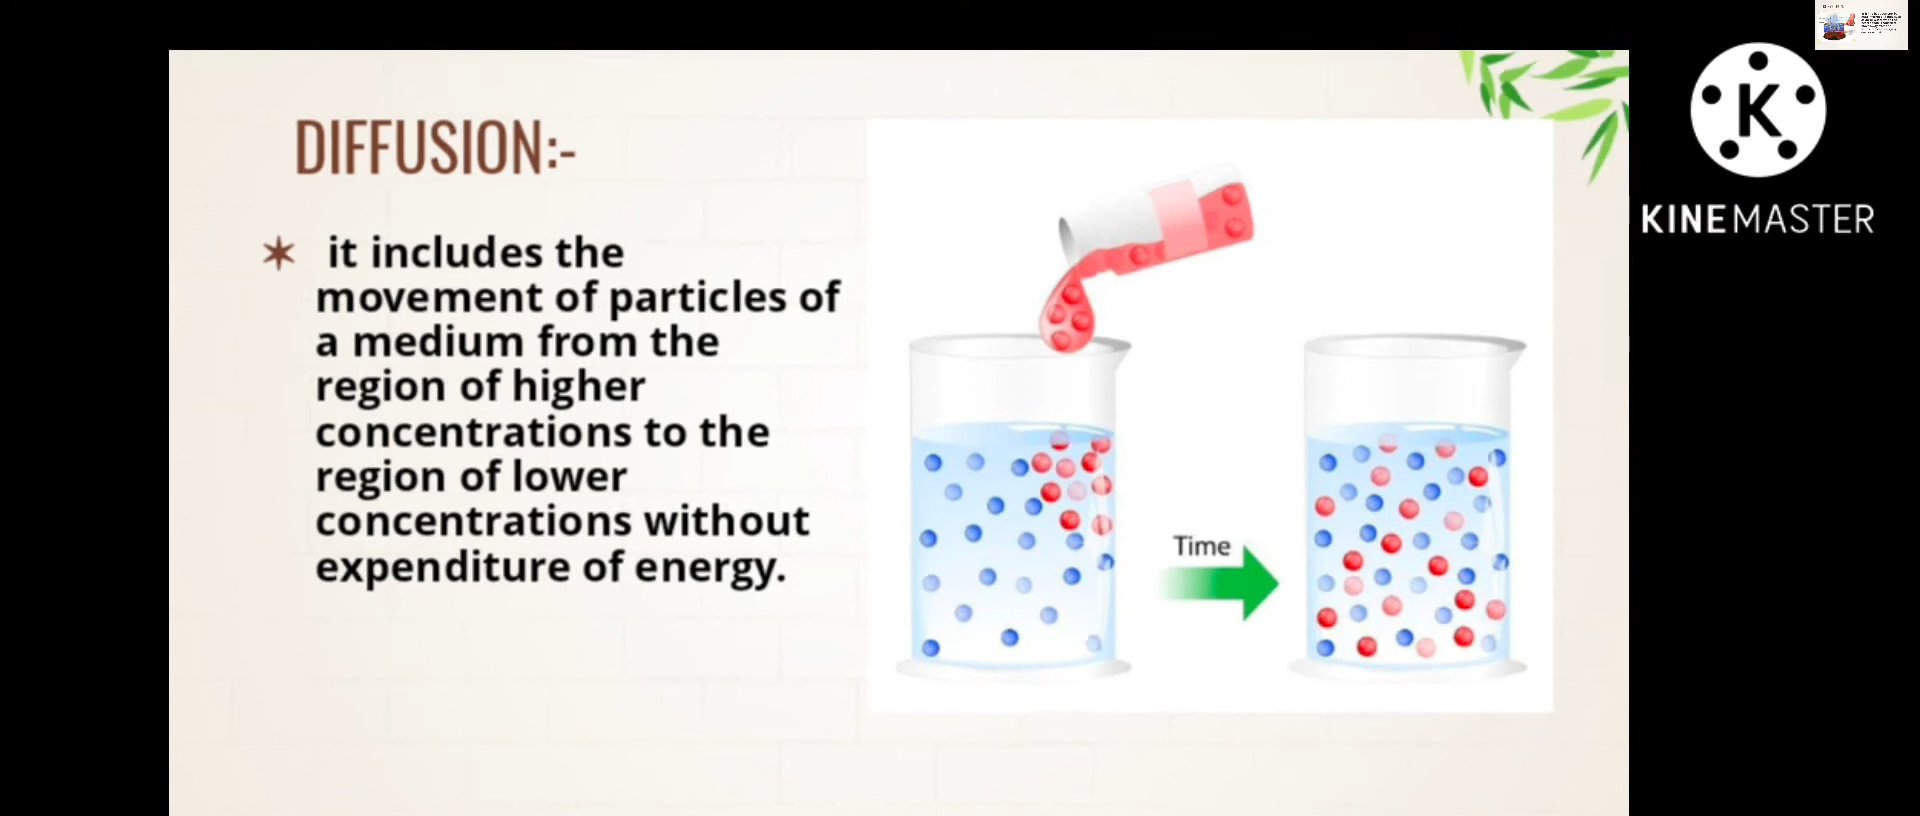 DIFFUSION:-
✶ it includes the
movement of particles of
a medium from the
region of higher
concentrations to the
region of lower
concentrations without
expenditure of energy.
Time
K
KINEMASTER